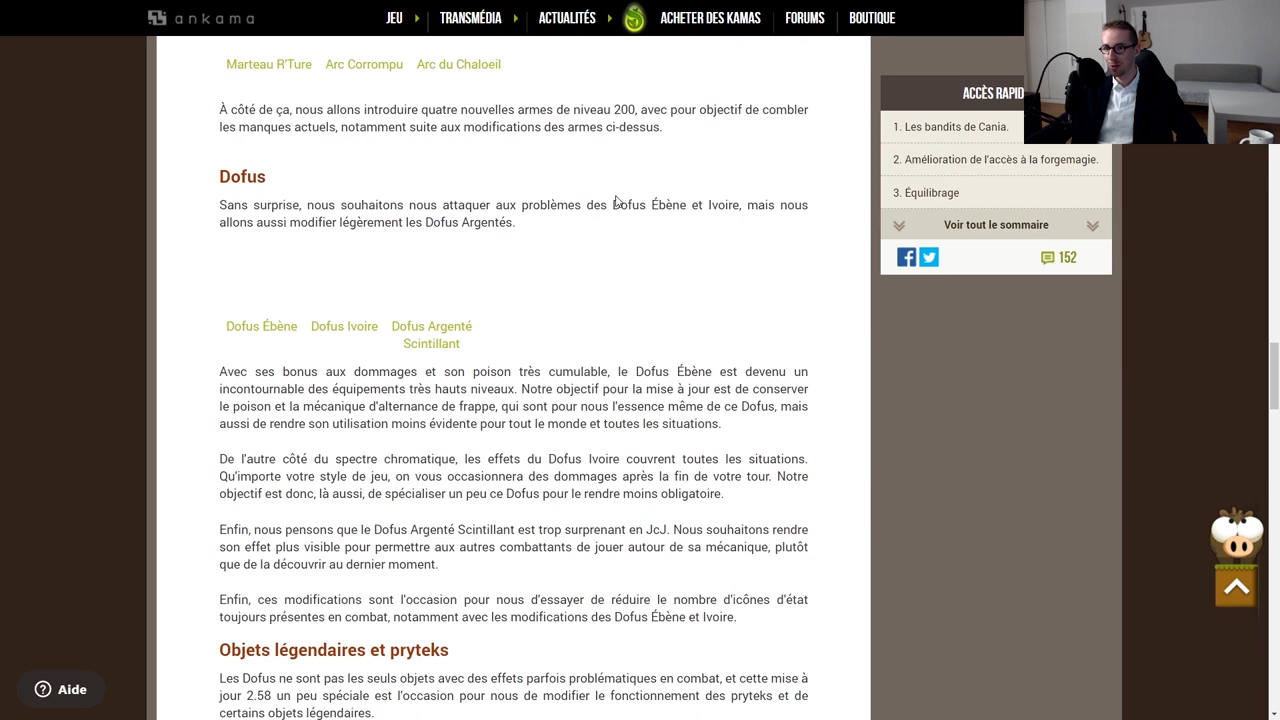 ankama
JEU
TRANSMÉDIA
ACTUALITÉS
ACHETER DES KAMAS
FORUMS
BOUTIQUE
Marteau R'Ture Arc Corrompu Arc du Chaloeil
À côté de ça, nous allons introduire quatre nouvelles armes de niveau 200, avec pour objectif de combler
les manques actuels, notamment suite aux modifications des armes ci-dessus.
Dofus
Sans surprise, nous souhaitons nous attaquer aux problèmes des Dofus Ébène et Ivoire, mais nous
allons aussi modifier légèrement les Dofus Argentés.
Dofus Ébène Dofus Ivoire Dofus Argenté
Scintillant
Avec ses bonus aux dommages et son poison très cumulable, le Dofus Ébène est devenu un
incontournable des équipements très hauts niveaux. Notre objectif pour la mise à jour est de conserver
le poison et la mécanique d'alternance de frappe, qui sont pour nous l'essence même de ce Dofus, mais
aussi de rendre son utilisation moins évidente pour tout le monde et toutes les situations.
De l'autre côté du spectre chromatique, les effets du Dofus Ivoire couvrent toutes les situations.
Qu'importe votre style de jeu, on vous occasionnera des dommages après la fin de votre tour. Notre
objectif est donc, là aussi, de spécialiser un peu ce Dofus pour le rendre moins obligatoire.
Enfin, nous pensons que le Dofus Argenté Scintillant est trop surprenant en JcJ. Nous souhaitons rendre
son effet plus visible pour permettre aux autres combattants de jouer autour de sa mécanique, plutôt
que de la découvrir au dernier moment.
Enfin, ces modifications sont l'occasion pour nous d'essayer de réduire le nombre d'icônes d'état
toujours présentes en combat, notamment avec les modifications des Dofus Ébène et Ivoire.
Objets légendaires et pryteks
Les Dofus ne sont pas les seuls objets avec des effets parfois problématiques en combat, et cette mise à
jour 2.58 un peu spéciale est l'occasion pour nous de modifier le fonctionnement des pryteks et de
certains objets légendaires.
ACCÈS RAPID
1. Les bandits de Cania.
2. Amélioration de l'accès à la forgemagie.
3. Équilibrage
Voir tout le sommaire
152
Aide